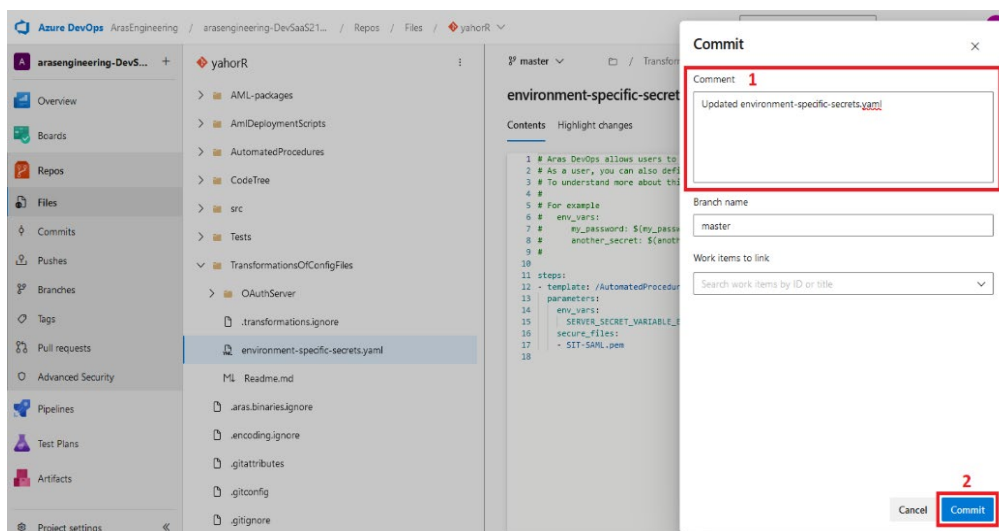 Azure DevOps ArasEngineering / arasengineering-DevSaaS21... / Repos / Files / yahorR
A arasengineering-DevS... +
Overview
Boards
Repos
Files
Commits
Pushes
Branches
Tags
Pull requests
Advanced Security
Pipelines
Test Plans
Artifacts
Project settings
yahorR
AML-packages
AmlDeploymentScripts
AutomatedProcedures
CodeTree
src
Tests
TransformationsOfConfigFiles
OAuthServer
.transformations.ignore
environment-specific-secrets.yaml
M↓ Readme.md
.aras.binaries.ignore
.encoding.ignore
.gitattributes
.gitconfig
.gitignore
master / Transfor
environment-specific-secret
Contents Highlight changes
1 # Aras DevOps allows users to
2 # As a user, you can also defi
3 # To understand more about thi
4 #
5 # For example
6 # env_vars:
7 # my_password: $(my_passw
8 # another_secret: $(anoth
9 #
10
11 steps:
12 - template: /AutomatedProcedur
13 parameters:
14 env_vars:
15 SERVER_SECRET_VARIABLE_E
16 secure_files:
17 - SIT-SAML.pem
18
Commit
Comment 1
Updated environment-specific-secrets.yaml
Branch name
master
Work items to link
Search work items by ID or title
2
Cancel Commit